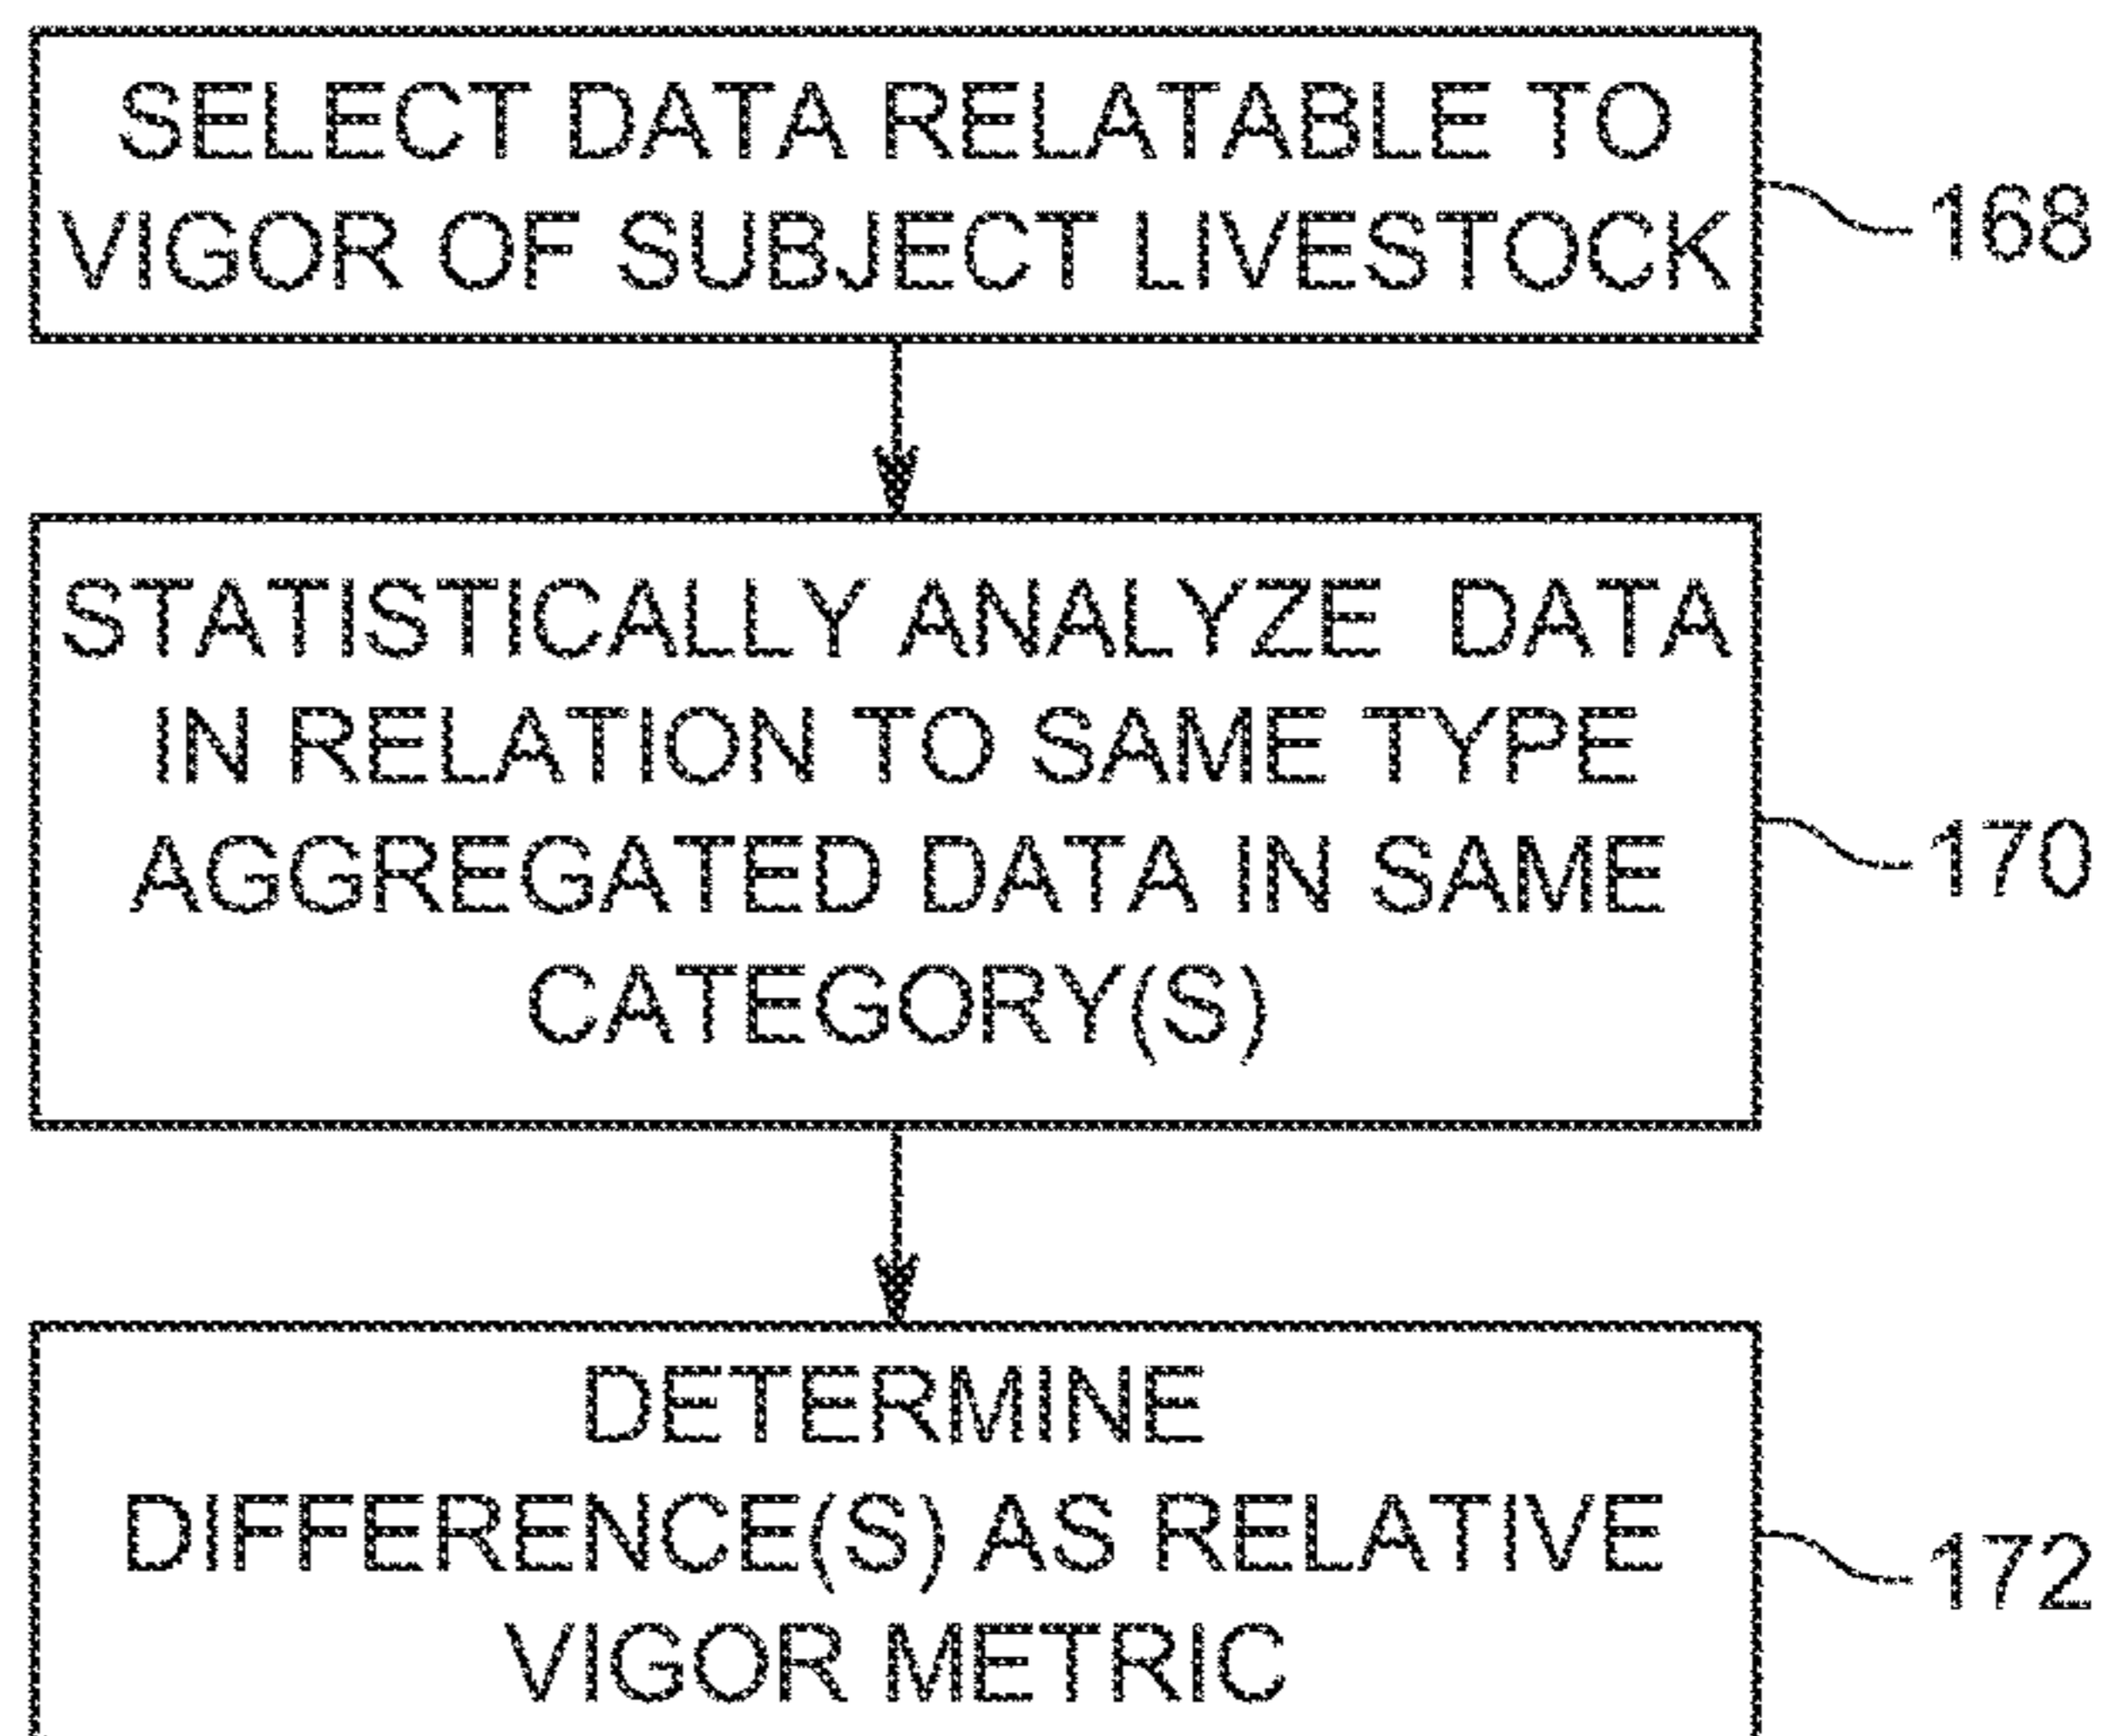 SELECT DATA RELATABLE TO
VIGOR OF SUBJECT LIVESTOCK
168
STATISTICALLY ANALYZE DATA
IN RELATION TO SAME TYPE
AGGREGATED DATA IN SAME
CATEGORY(S)
170
DETERMINE
DIFFERENCE(S) AS RELATIVE
VIGOR METRIC
172